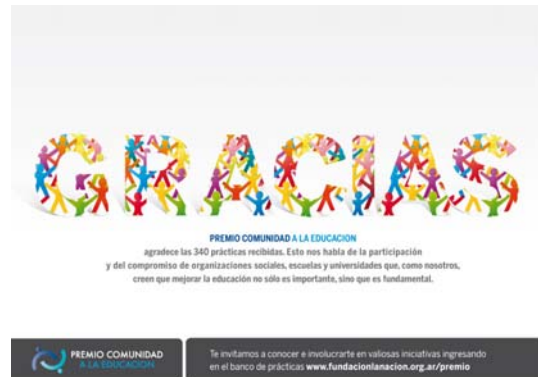 GRACIAS
PREMIO COMUNIDAD A LA EDUCACION
agradece las 340 prácticas recibidas. Esto nos habla de la participación
y del compromiso de organizaciones sociales, escuelas y universidades que, como nosotros,
creen que mejorar la educación no sólo es importante, sino que es fundamental.
PREMIO COMUNIDAD
A LA EDUCACION
Te invitamos a conocer e involucrarte en valiosas iniciativas ingresando
en el banco de prácticas www.fundacionlanacion.org.ar/premio